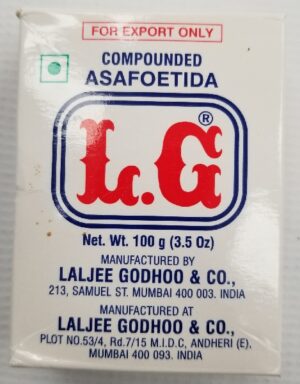 FOR EXPORT ONLY
COMPOUNDED
ASAFOETIDA
L.G®
Net. Wt. 100 g (3.5 Oz)
MANUFACTURED BY
LALJEE GODHOO & CO.,
213, SAMUEL ST. MUMBAI 400 003. INDIA
MANUFACTURED AT
LALJEE GODHOO & CO.,
PLOT NO.53/4, Rd.7/15 M.I.D.C, ANDHERI (E).
MUMBAI 400 093. INDIA